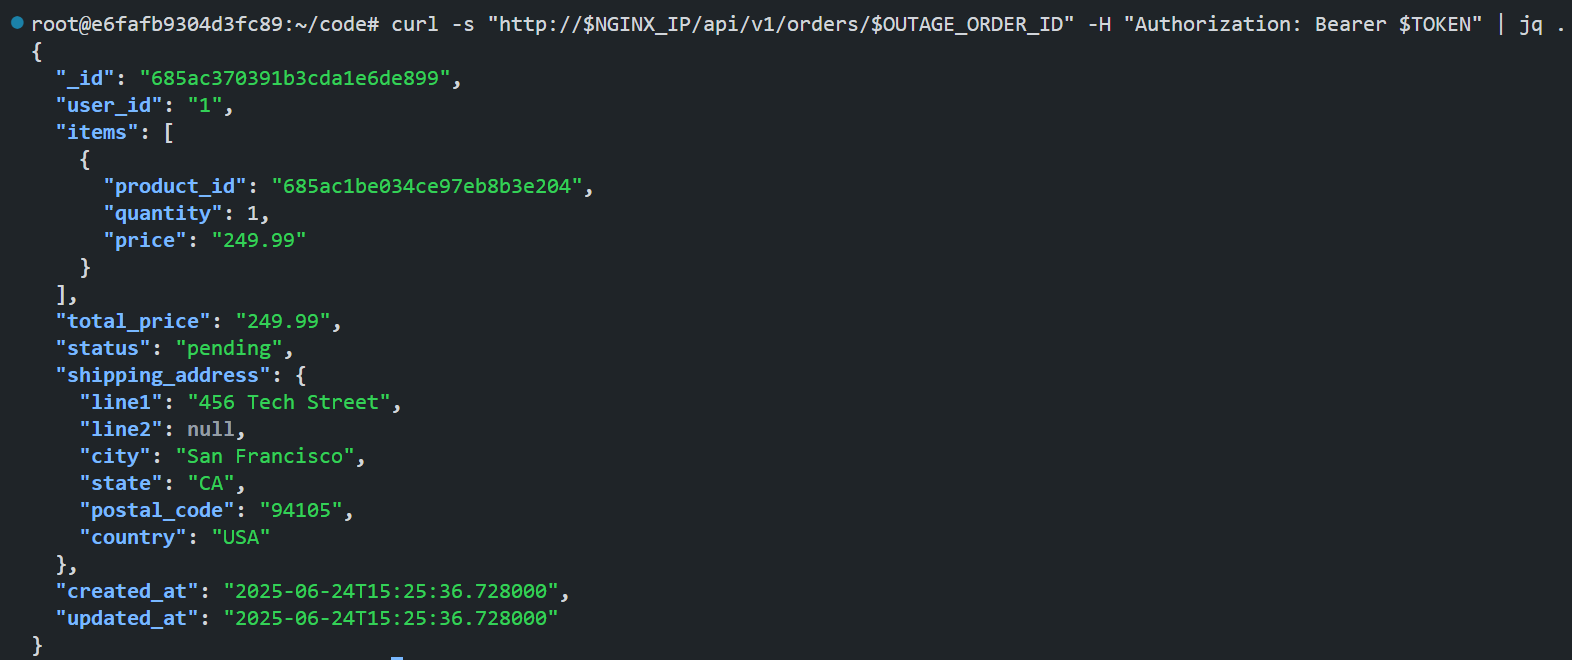 root@e6fafb9304d3fc89:~/code# curl -s "http://$NGINX_IP/api/v1/orders/$OUTAGE_ORDER_ID" -H "Authorization: Bearer $TOKEN" | jq .
{
  "_id": "685ac370391b3cda1e6de899",
  "user_id": "1",
  "items": [
    {
      "product_id": "685ac1be034ce97eb8b3e204",
      "quantity": 1,
      "price": "249.99"
    }
  ],
  "total_price": "249.99",
  "status": "pending",
  "shipping_address": {
    "line1": "456 Tech Street",
    "line2": null,
    "city": "San Francisco",
    "state": "CA",
    "postal_code": "94105",
    "country": "USA"
  },
  "created_at": "2025-06-24T15:25:36.728000",
  "updated_at": "2025-06-24T15:25:36.728000"
}